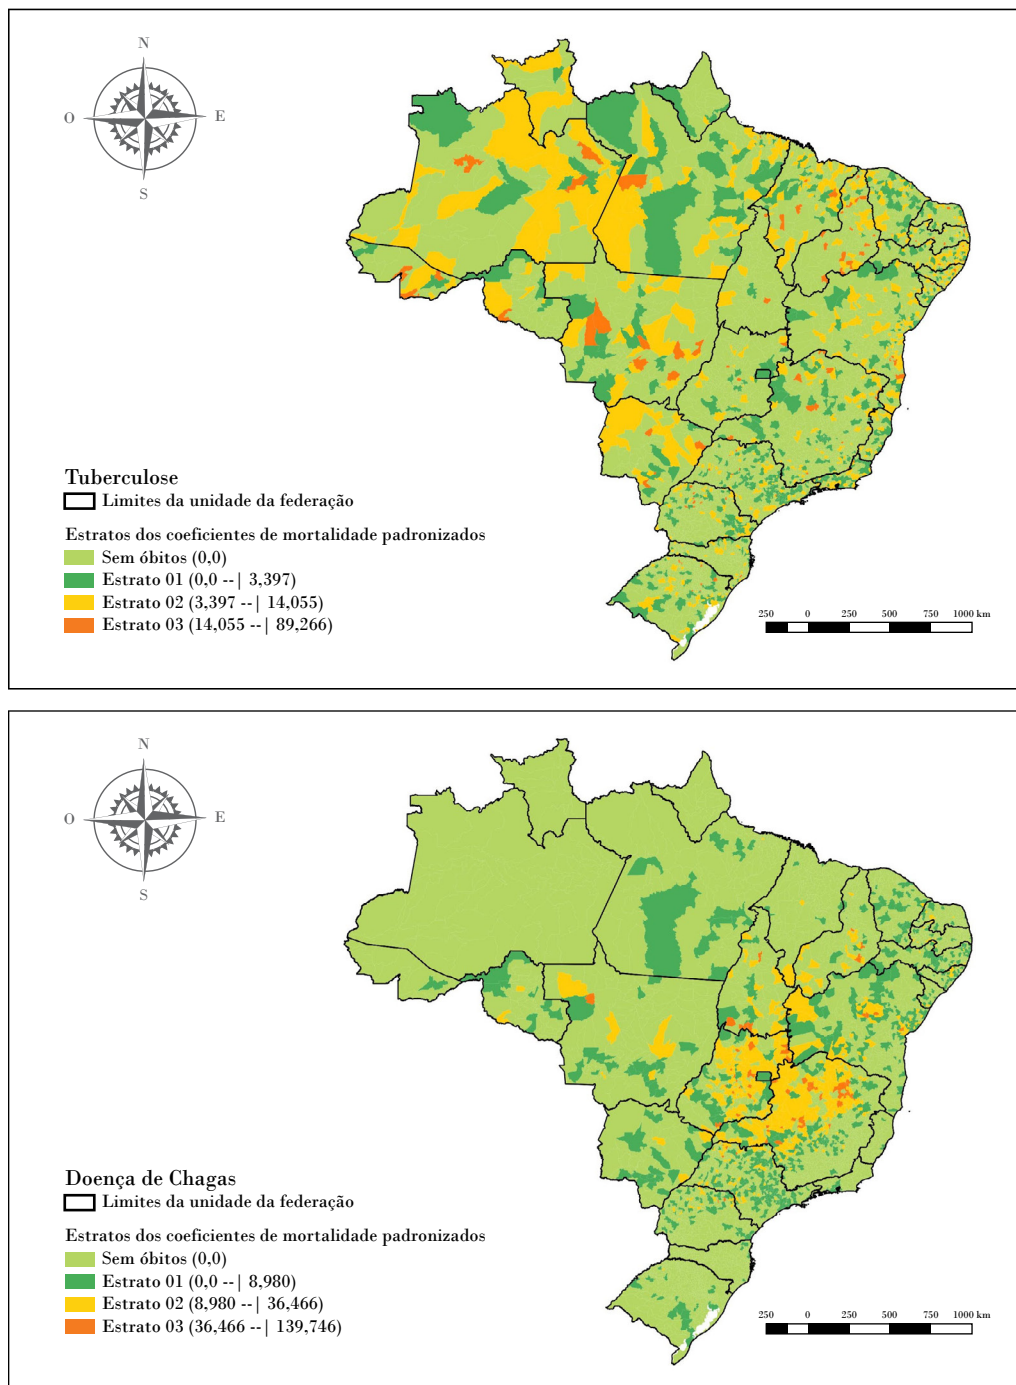 N
O
E
S
Tuberculose
Limites da unidade da federação
Estratos dos coeficientes de mortalidade padronizados
Sem óbitos (0,0)
Estrato 01 (0,0 --| 3,397)
Estrato 02 (3,397 --| 14,055)
Estrato 03 (14,055 --| 89,266)
250 0 250 500 750 1000 km
N
O
E
S
Doença de Chagas
Limites da unidade da federação
Estratos dos coeficientes de mortalidade padronizados
Sem óbitos (0,0)
Estrato 01 (0,0 --| 8,980)
Estrato 02 (8,980 --| 36,466)
Estrato 03 (36,466 --| 139,746)
250 0 250 500 750 1000 km